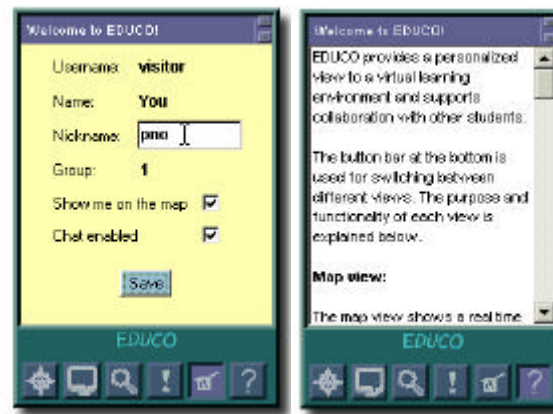 Welcome to EDUCO!
Username: visitor
Name: You
Nickname: pno
Group: 1
Show me on the map
Chat enabled
Save
EDUCO
Welcome to EDUCO!
EDUCO provides a personalized
view to a virtual learning
environment and supports
collaboration with other students.
The button bar at the bottom is
used for switching between
different views. The purpose and
functionality of each view is
explained below.
Map view:
The map view shows a real time
EDUCO